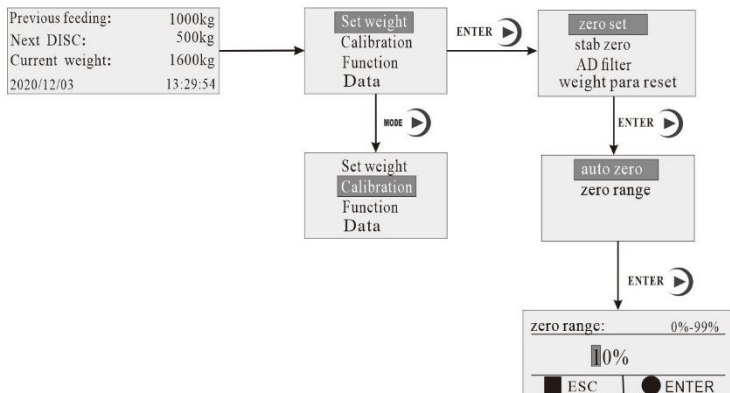 Previous feeding: 1000kg
Next DISC: 500kg
Current weight: 1600kg
2020/12/03 13:29:54
Set weight
Calibration
Function
Data
ENTER
zero set
stab zero
AD filter
weight para reset
MODE
Set weight
Calibration
Function
Data
ENTER
auto zero
zero range
ENTER
zero range: 0%-99%
10%
ESC ENTER